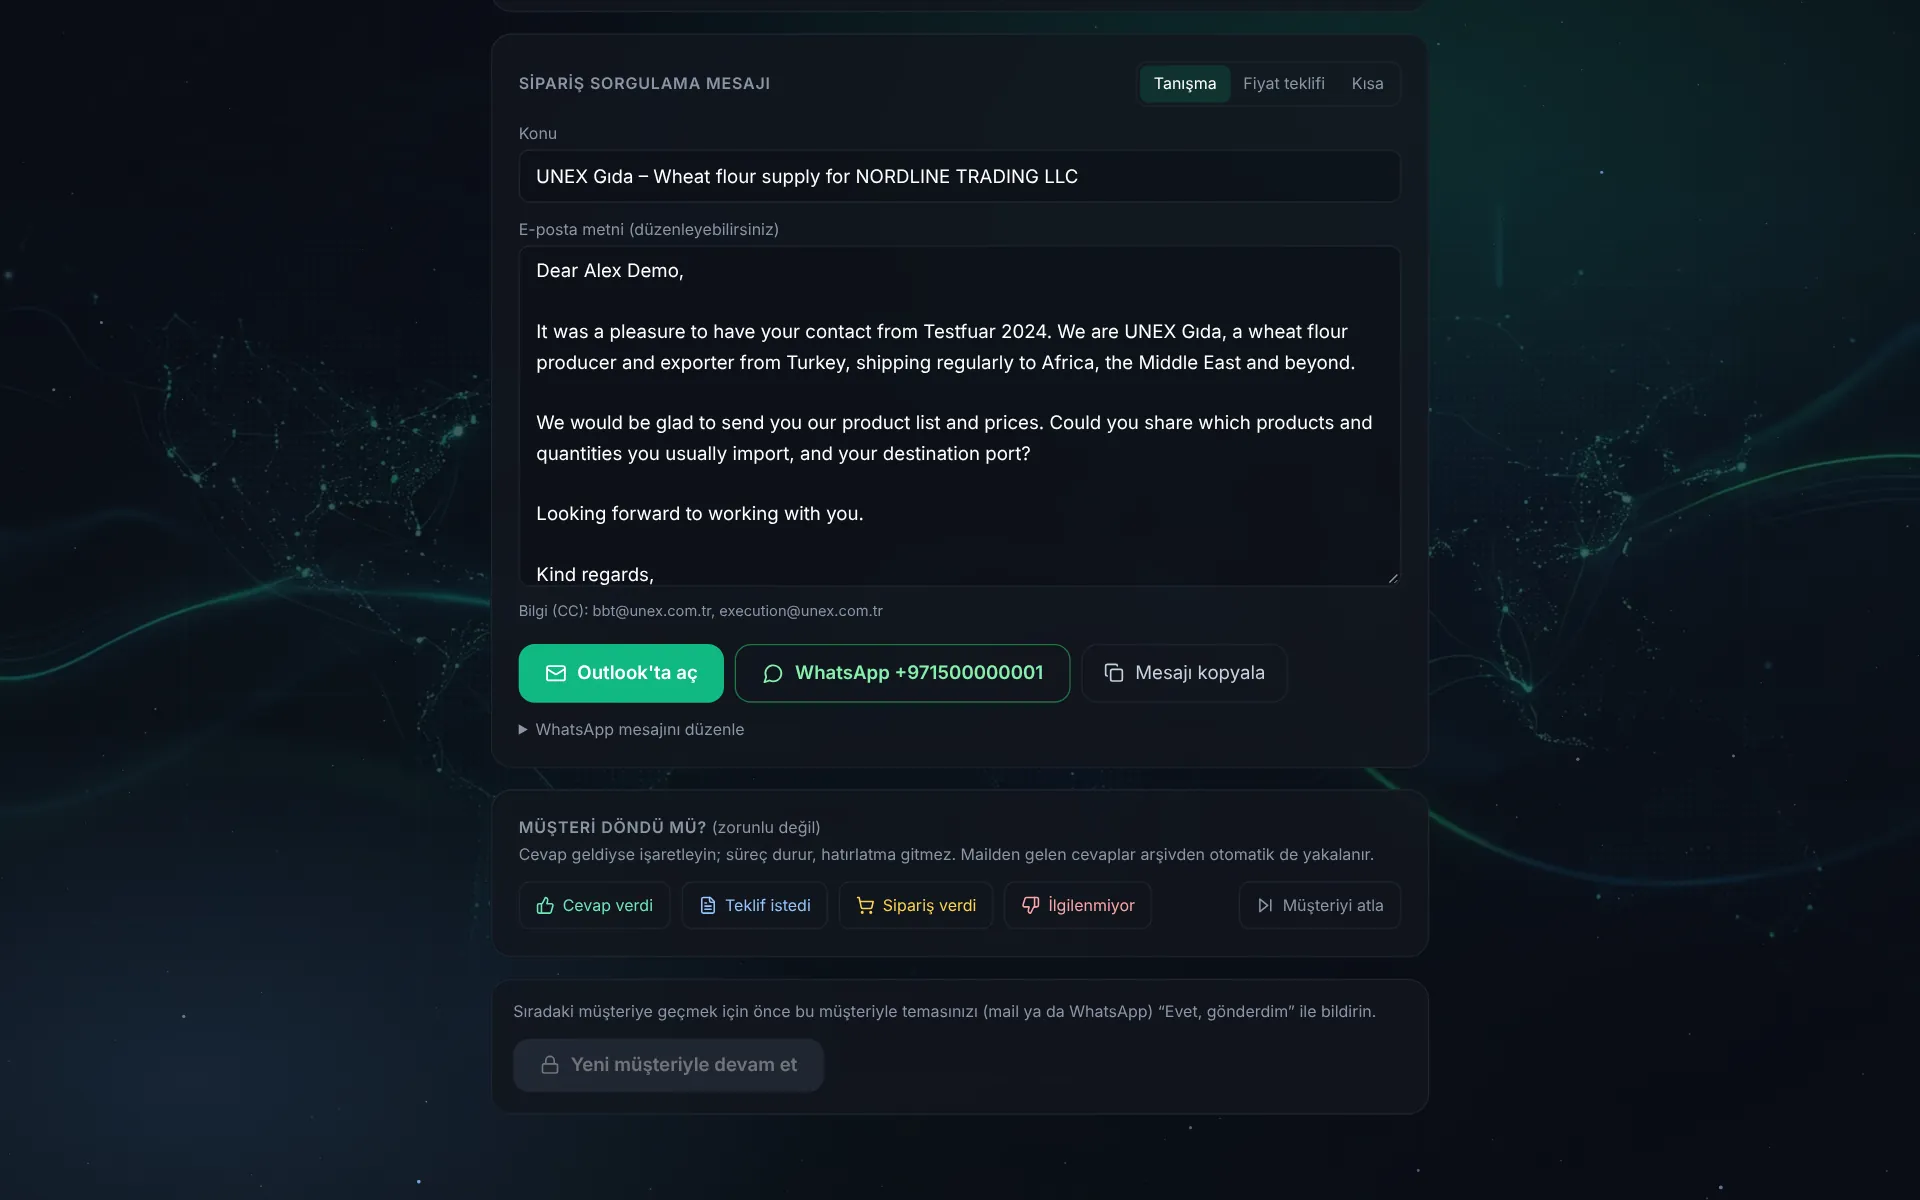 SİPARİŞ SORGULAMA MESAJI
Tanışma Fiyat teklifi Kısa
Konu
UNEX Gıda – Wheat flour supply for NORDLINE TRADING LLC
E-posta metni (düzenleyebilirsiniz)
Dear Alex Demo,
It was a pleasure to have your contact from Testfuar 2024. We are UNEX Gıda, a wheat flour
producer and exporter from Turkey, shipping regularly to Africa, the Middle East and beyond.
We would be glad to send you our product list and prices. Could you share which products and
quantities you usually import, and your destination port?
Looking forward to working with you.
Kind regards,
Bilgi (CC): bbt@unex.com.tr, execution@unex.com.tr
Outlook'ta aç WhatsApp +971500000001 Mesajı kopyala
WhatsApp mesajını düzenle
MÜŞTERİ DÖNDÜ MÜ? (zorunlu değil)
Cevap geldiyse işaretleyin; süreç durur, hatırlatma gitmez. Mailden gelen cevaplar arşivden otomatik de yakalanır.
Cevap verdi Teklif istedi Sipariş verdi İlgilenmiyor Müşteriyi atla
Sıradaki müşteriye geçmek için önce bu müşteriyle temasınızı (mail ya da WhatsApp) “Evet, gönderdim” ile bildirin.
Yeni müşteriyle devam et